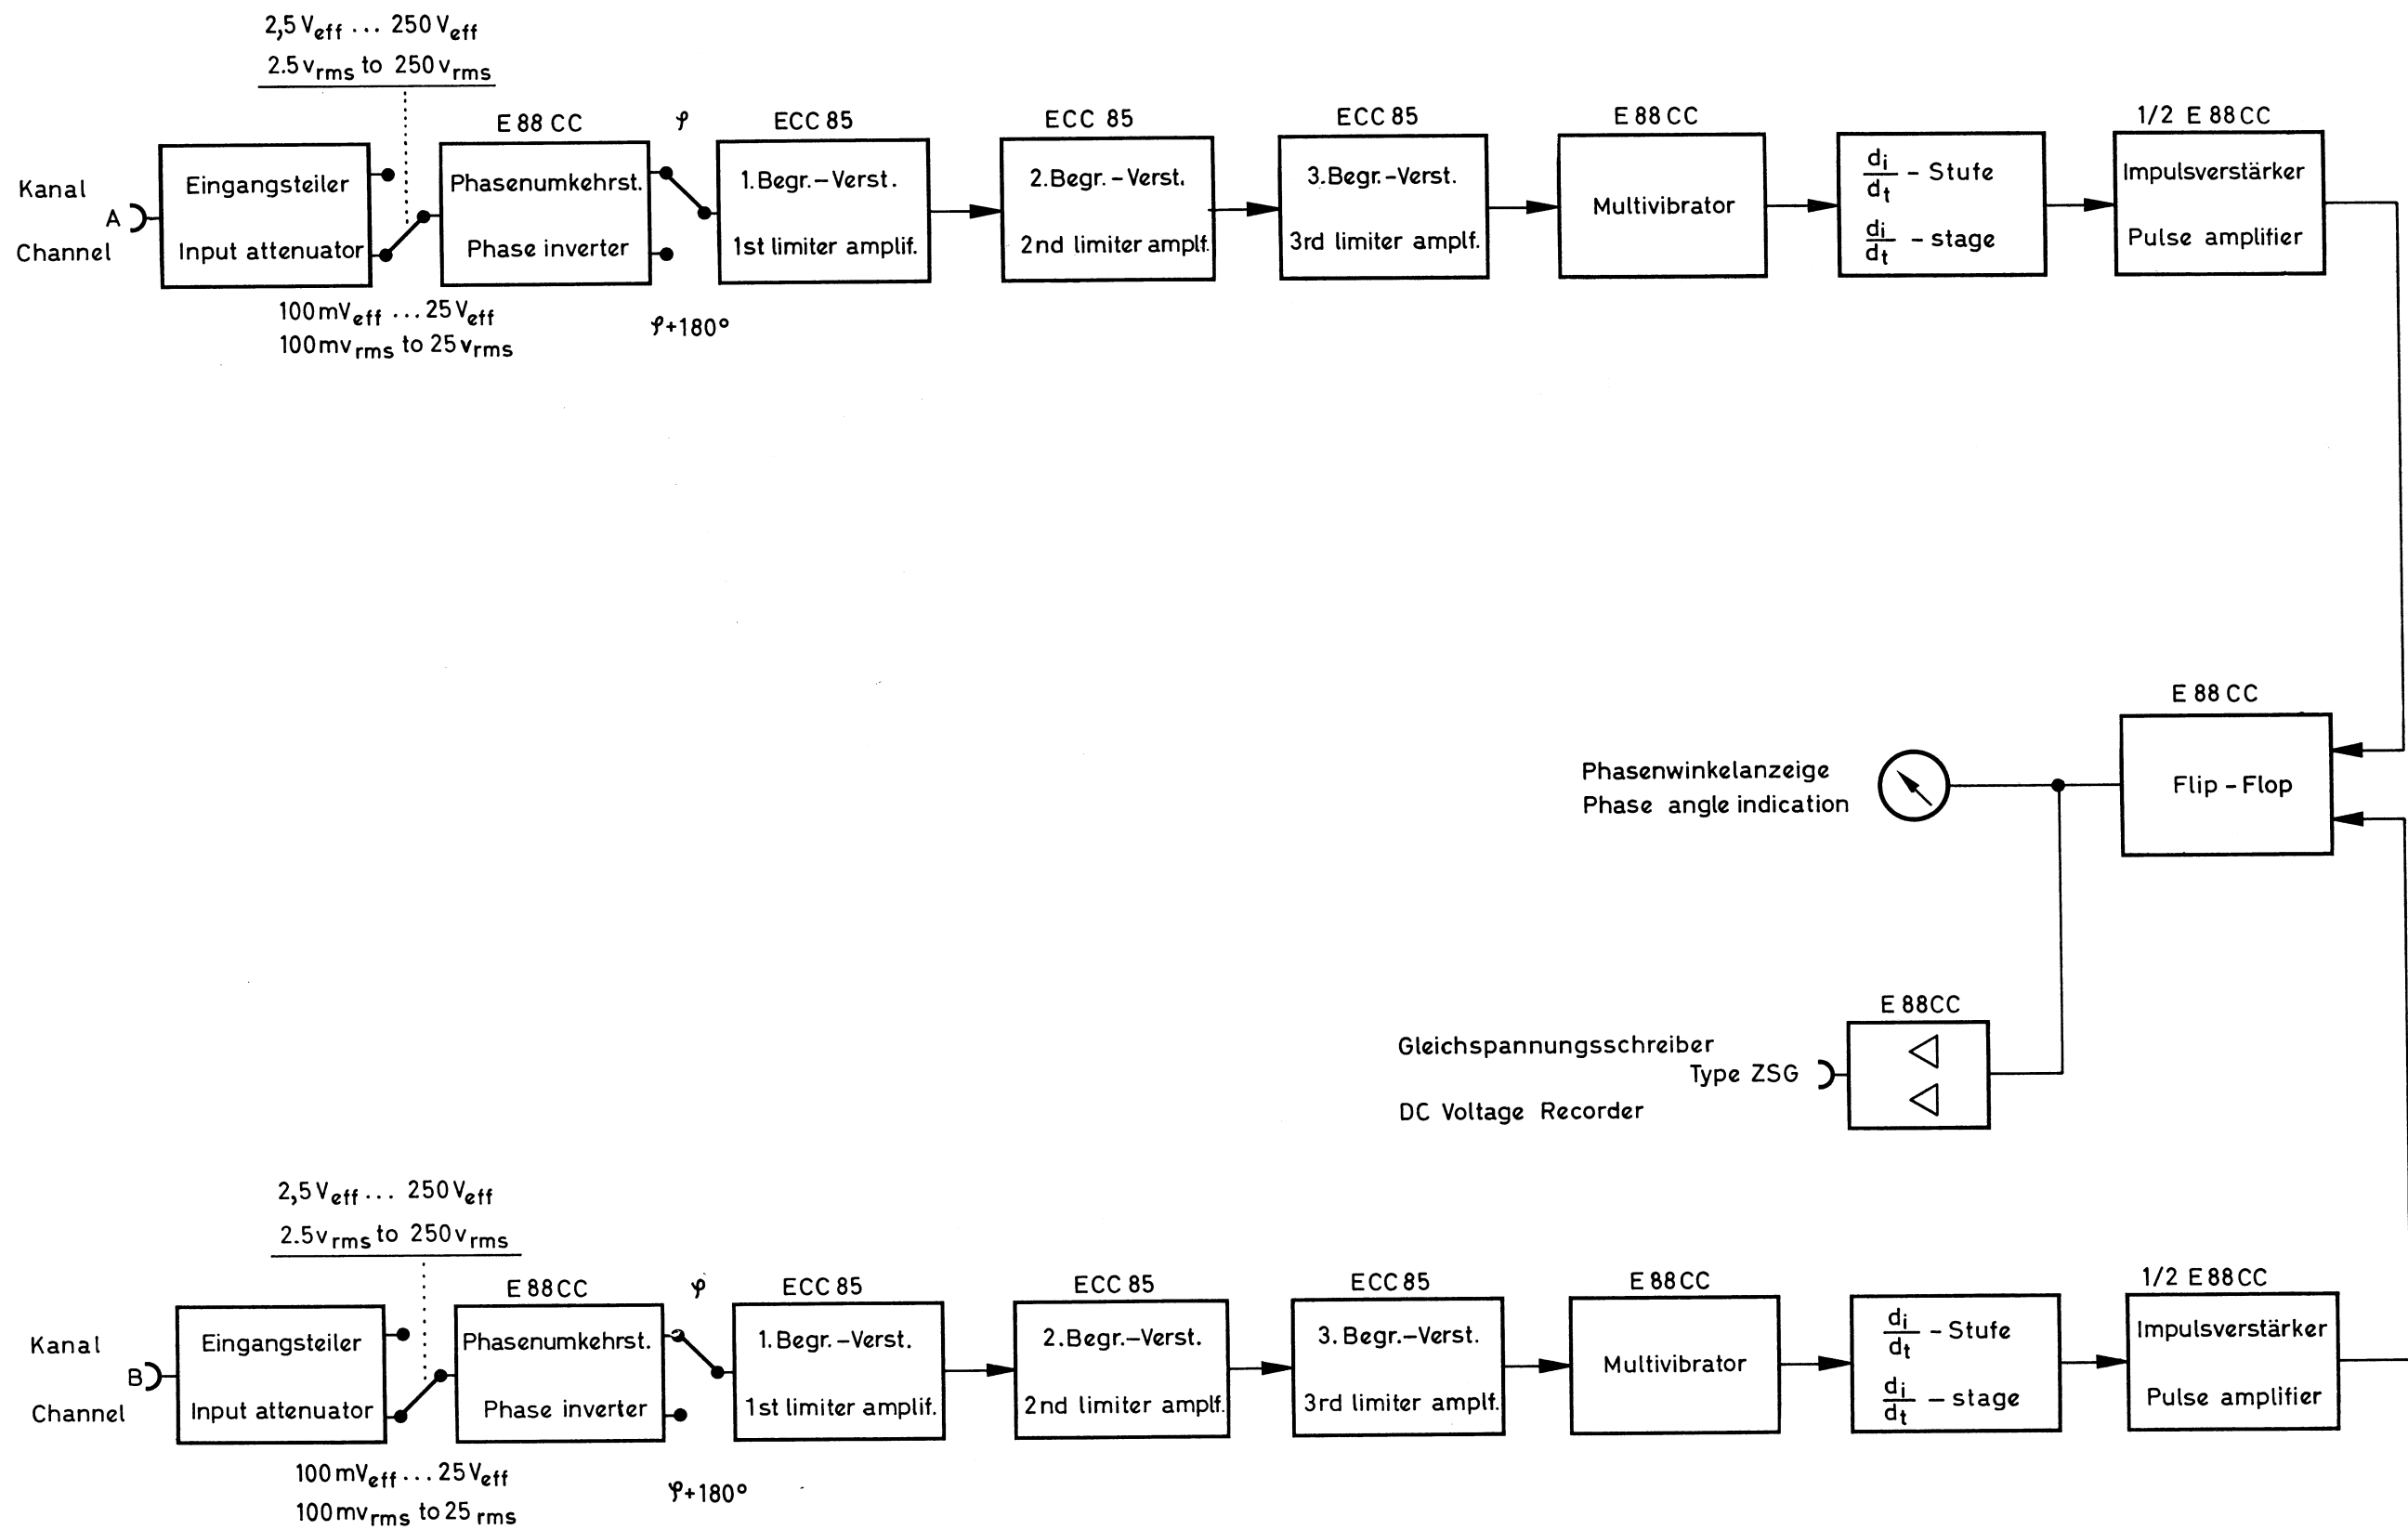 2,5 Veff ... 250 Veff
2.5 vrms to 250 vrms
E 88 CC
φ
ECC 85
ECC 85
ECC 85
E 88 CC
1/2 E 88 CC
Kanal
A
Channel
Eingangsteiler
Input attenuator
Phasenumkehrst.
Phase inverter
1. Begr.-Verst.
1st limiter amplif.
2. Begr.-Verst.
2nd limiter amplf.
3. Begr.-Verst.
3rd limiter amplf.
Multivibrator
di/dt - Stufe
di/dt - stage
Impulsverstärker
Pulse amplifier
100 mVeff ... 25 Veff
100 mvrms to 25 vrms
φ+180°
E 88 CC
Flip-Flop
Phasenwinkelanzeige
Phase angle indication
E 88CC
Gleichspannungsschreiber
Type ZSG
DC Voltage Recorder
2,5 Veff ... 250 Veff
2.5 vrms to 250 vrms
E 88CC
φ
ECC 85
ECC 85
ECC 85
E 88CC
1/2 E 88CC
Kanal
B
Channel
Eingangsteiler
Input attenuator
Phasenumkehrst.
Phase inverter
1. Begr.-Verst.
1st limiter amplif.
2. Begr.-Verst.
2nd limiter amplf.
3. Begr.-Verst.
3rd limiter amplf.
Multivibrator
di/dt - Stufe
di/dt - stage
Impulsverstärker
Pulse amplifier
100 mVeff ... 25 Veff
100 mvrms to 25 rms
φ+180°